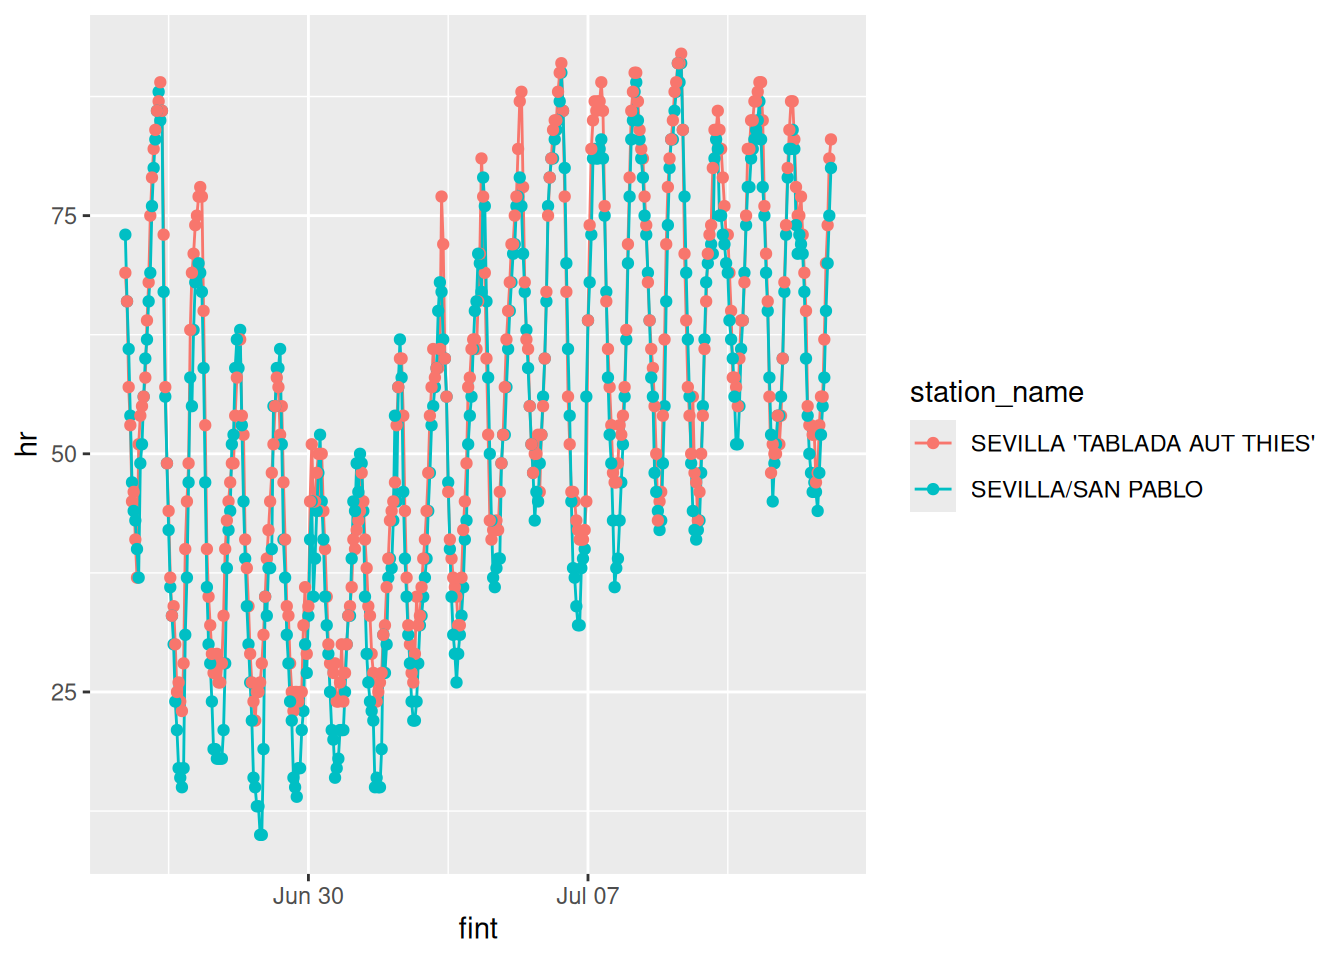 75
50
25
hr
Jun 30
Jul 07
fint
station_name
SEVILLA 'TABLADA AUT THIES'
SEVILLA/SAN PABLO